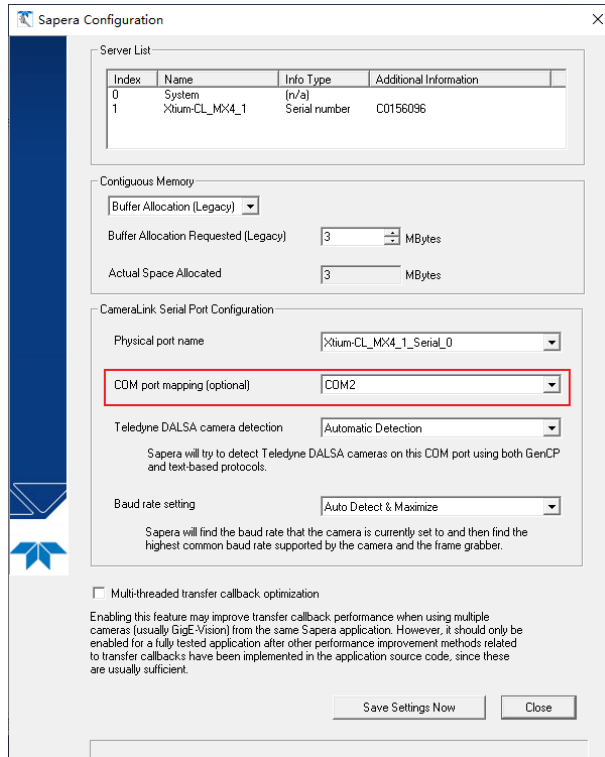 Sapera Configuration
Server List
Index Name Info Type Additional Information
0 System (n/a)
1 Xtium-CL_MX4_1 Serial number C0156096
Contiguous Memory
Buffer Allocation (Legacy)
Buffer Allocation Requested (Legacy) 3 MBytes
Actual Space Allocated 3 MBytes
CameraLink Serial Port Configuration
Physical port name Xtium-CL_MX4_1_Serial_0
COM port mapping (optional) COM2
Teledyne DALSA camera detection Automatic Detection
Sapera will try to detect Teledyne DALSA cameras on this COM port using both GenCP
and text-based protocols.
Baud rate setting Auto Detect & Maximize
Sapera will find the baud rate that the camera is currently set to and then find the
highest common baud rate supported by the camera and the frame grabber.
Multi-threaded transfer callback optimization
Enabling this feature may improve transfer callback performance when using multiple
cameras (usually GigE-Vision) from the same Sapera application. However, it should only be
enabled for a fully tested application after other performance improvement methods related
to transfer callbacks have been implemented in the application source code, since these
are usually sufficient.
Save Settings Now Close